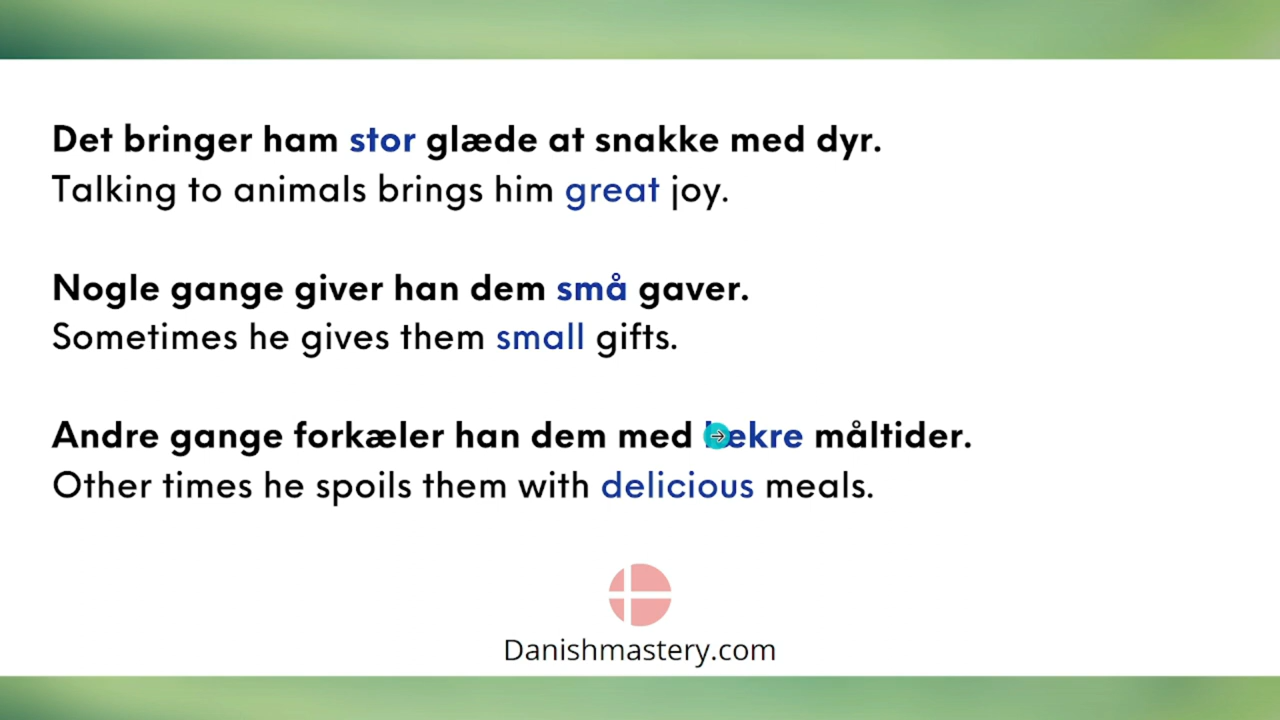 Det bringer ham stor glæde at snakke med dyr.
Talking to animals brings him great joy.
Nogle gange giver han dem små gaver.
Sometimes he gives them small gifts.
Andre gange forkæler han dem med måltider.
Other times he spoils them with delicious meals.
Danishmastery.com